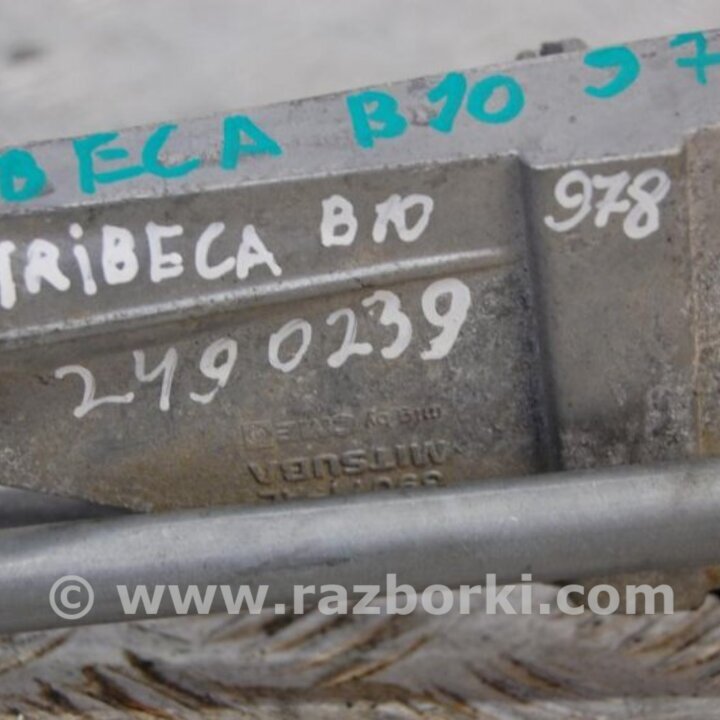 BECA B10 97
TRIBECA B10 978
2490239
MITSUBA
© www.razborki.com